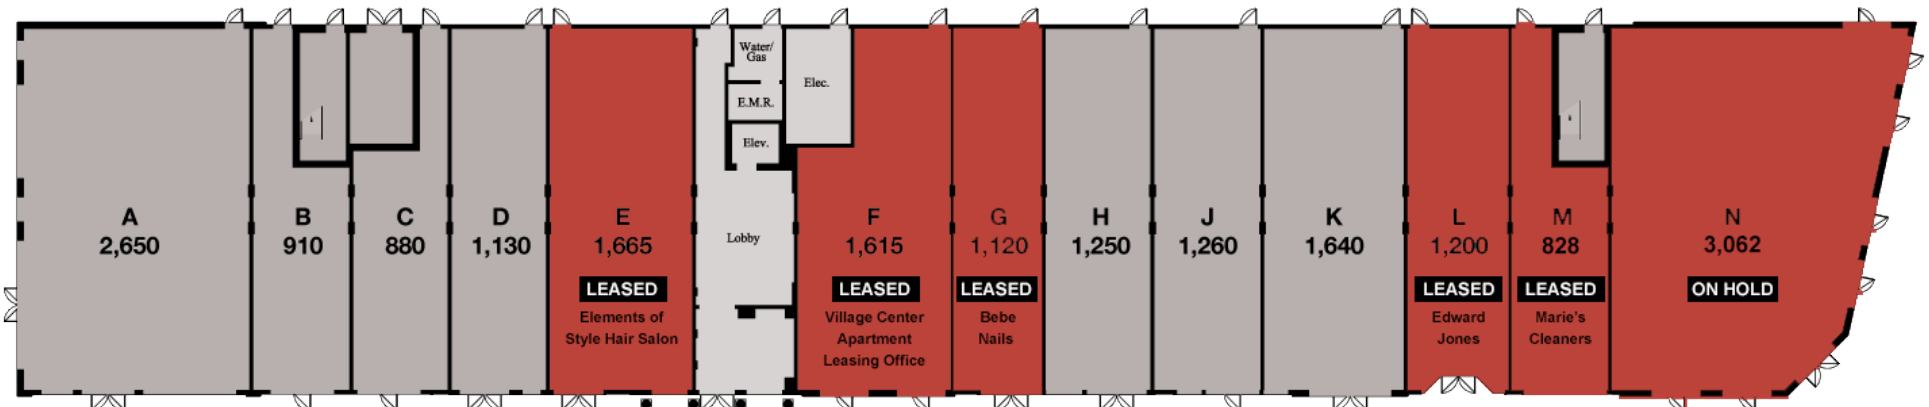 A
2,650
B
910
C
880
D
1,130
E
1,665
LEASED
Elements of
Style Hair Salon
Water/
Gas
E.M.R.
Elev.
Elec.
Lobby
F
1,615
LEASED
Village Center
Apartment
Leasing Office
G
1,120
LEASED
Bebe
Nails
H
1,250
J
1,260
K
1,640
L
1,200
LEASED
Edward
Jones
M
828
LEASED
Marie's
Cleaners
N
3,062
ON HOLD